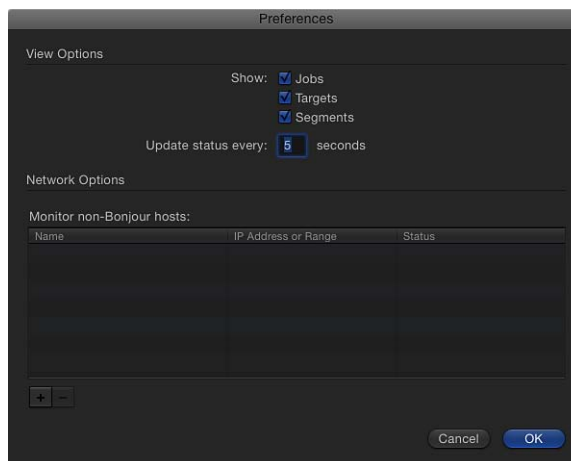 Preferences
View Options
Show: Jobs
Targets
Segments
Update status every: 5 seconds
Network Options
Monitor non-Bonjour hosts:
Name IP Address or Range Status
+ −
Cancel OK